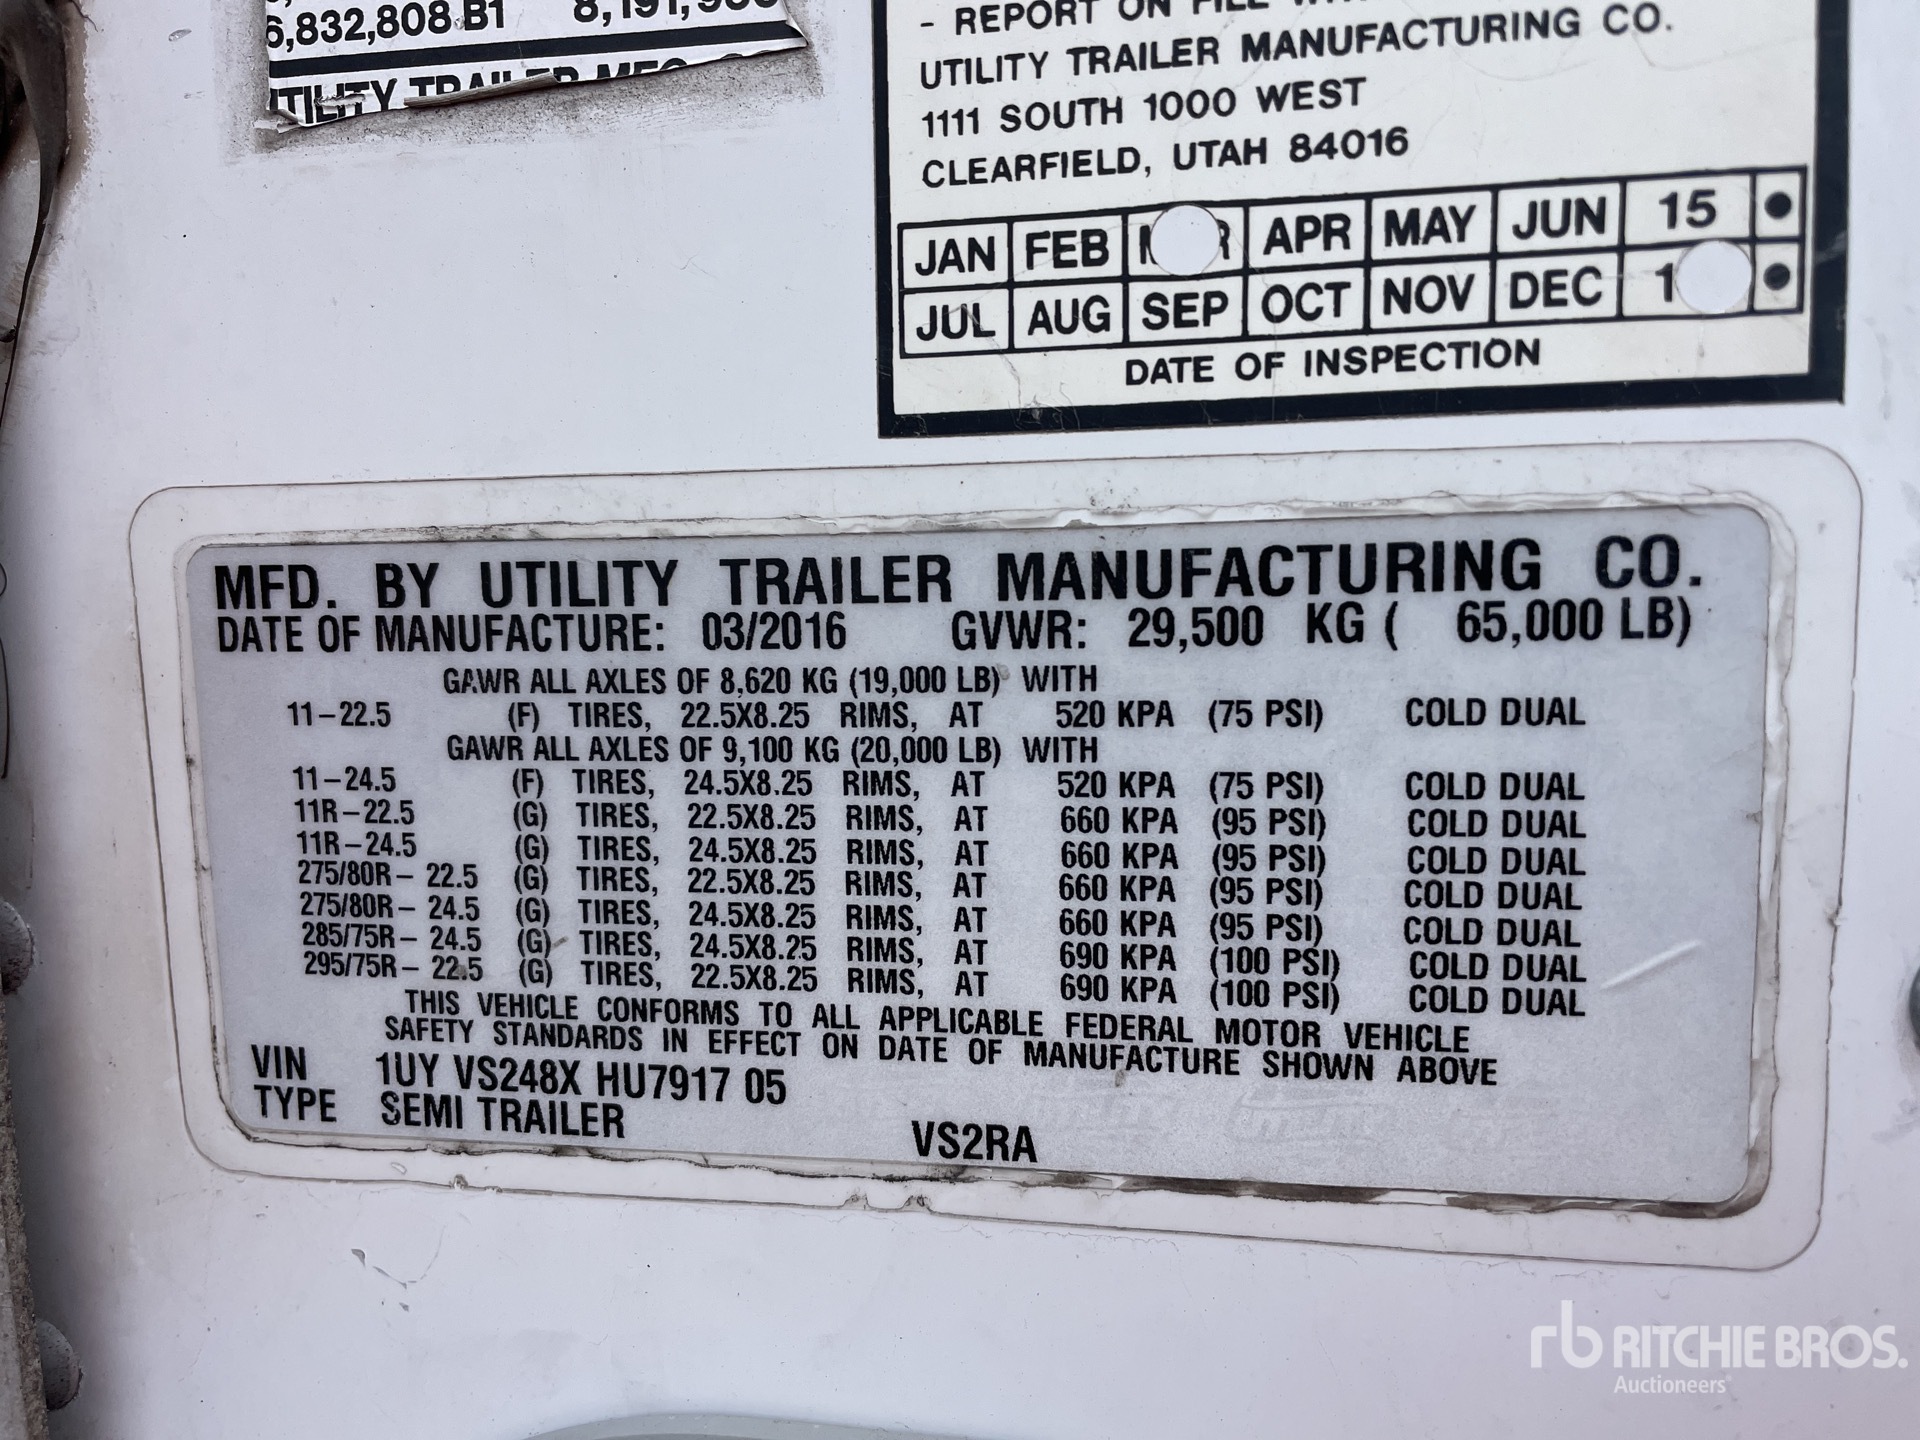 6,832,808 B1
UTILITY TRAILER MFG.
- REPORT ON FILE
UTILITY TRAILER MANUFACTURING CO.
1111 SOUTH 1000 WEST
CLEARFIELD, UTAH 84016
JAN FEB APR MAY JUN 15 •
JUL AUG SEP OCT NOV DEC 1 •
DATE OF INSPECTION
MFD. BY UTILITY TRAILER MANUFACTURING CO.
DATE OF MANUFACTURE: 03/2016 GVWR: 29,500 KG ( 65,000 LB)
GAWR ALL AXLES OF 8,620 KG (19,000 LB) WITH
11-22.5 (F) TIRES, 22.5X8.25 RIMS, AT 520 KPA (75 PSI) COLD DUAL
GAWR ALL AXLES OF 9,100 KG (20,000 LB) WITH
11-24.5 (F) TIRES, 24.5X8.25 RIMS, AT 520 KPA (75 PSI) COLD DUAL
11R-22.5 (G) TIRES, 22.5X8.25 RIMS, AT 660 KPA (95 PSI) COLD DUAL
11R-24.5 (G) TIRES, 24.5X8.25 RIMS, AT 660 KPA (95 PSI) COLD DUAL
275/80R- 22.5 (G) TIRES, 22.5X8.25 RIMS, AT 660 KPA (95 PSI) COLD DUAL
275/80R- 24.5 (G) TIRES, 24.5X8.25 RIMS, AT 660 KPA (95 PSI) COLD DUAL
285/75R- 24.5 (G) TIRES, 24.5X8.25 RIMS, AT 690 KPA (100 PSI) COLD DUAL
295/75R- 22.5 (G) TIRES, 22.5X8.25 RIMS, AT 690 KPA (100 PSI) COLD DUAL
THIS VEHICLE CONFORMS TO ALL APPLICABLE FEDERAL MOTOR VEHICLE
SAFETY STANDARDS IN EFFECT ON DATE OF MANUFACTURE SHOWN ABOVE
VIN 1UY VS248X HU7917 05
TYPE SEMI TRAILER
VS2RA
rb RITCHIE BROS.
Auctioneers